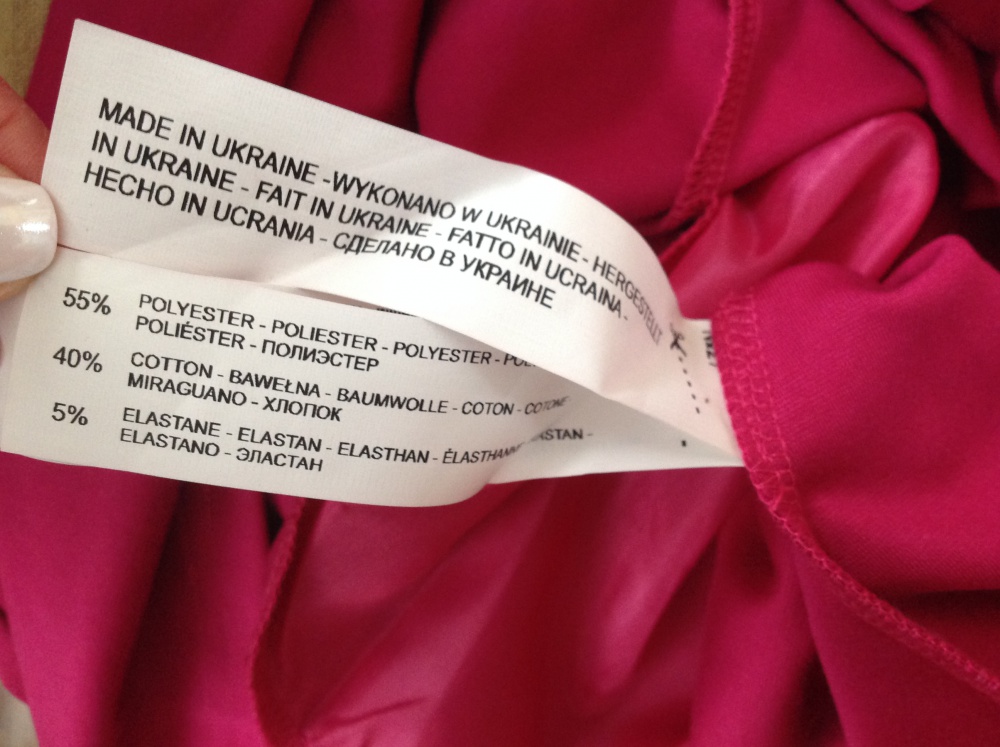 MADE IN UKRAINE -WYKONANO W UKRAINIE - HERGESTELLT
IN UKRAINE - FAIT IN UKRAINE - FATTO IN UCRAINA -
HECHO IN UCRANIA - СДЕЛАНО В УКРАИНЕ
55% POLYESTER - POLIESTER - POLYESTER -
POLIÉSTER - ПОЛИЭСТЕР
40% COTTON - BAWEŁNA - BAUMWOLLE - COTON - COTONE
MIRAGUANO - ХЛОПОК
5% ELASTANE - ELASTAN - ELASTHAN - ÉLASTHANNE
ELASTANO - ЭЛАСТАН